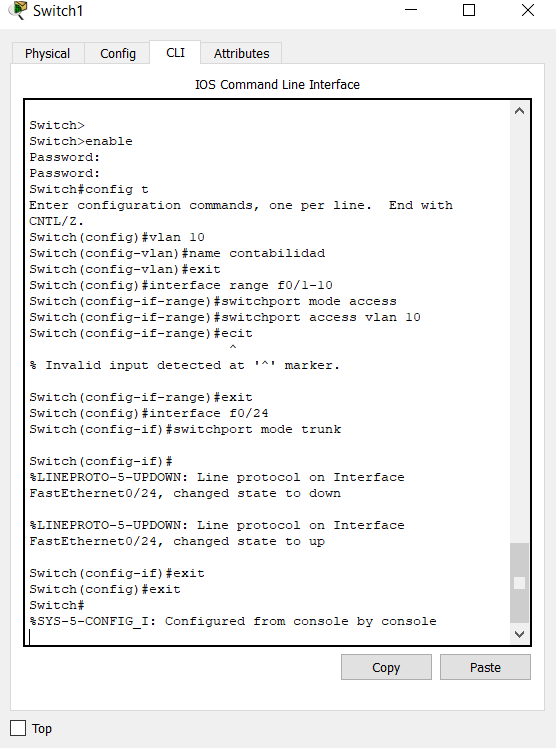 Switch1
Physical Config CLI Attributes
IOS Command Line Interface
Switch>
Switch>enable
Password:
Password:
Switch#config t
Enter configuration commands, one per line.  End with
CNTL/Z.
Switch(config)#vlan 10
Switch(config-vlan)#name contabilidad
Switch(config-vlan)#exit
Switch(config)#interface range f0/1-10
Switch(config-if-range)#switchport mode access
Switch(config-if-range)#switchport access vlan 10
Switch(config-if-range)#ecit
^
% Invalid input detected at '^' marker.
Switch(config-if-range)#exit
Switch(config)#interface f0/24
Switch(config-if)#switchport mode trunk
Switch(config-if)#
%LINEPROTO-5-UPDOWN: Line protocol on Interface
FastEthernet0/24, changed state to down
%LINEPROTO-5-UPDOWN: Line protocol on Interface
FastEthernet0/24, changed state to up
Switch(config-if)#exit
Switch(config)#exit
Switch#
%SYS-5-CONFIG_I: Configured from console by console
Copy Paste
Top